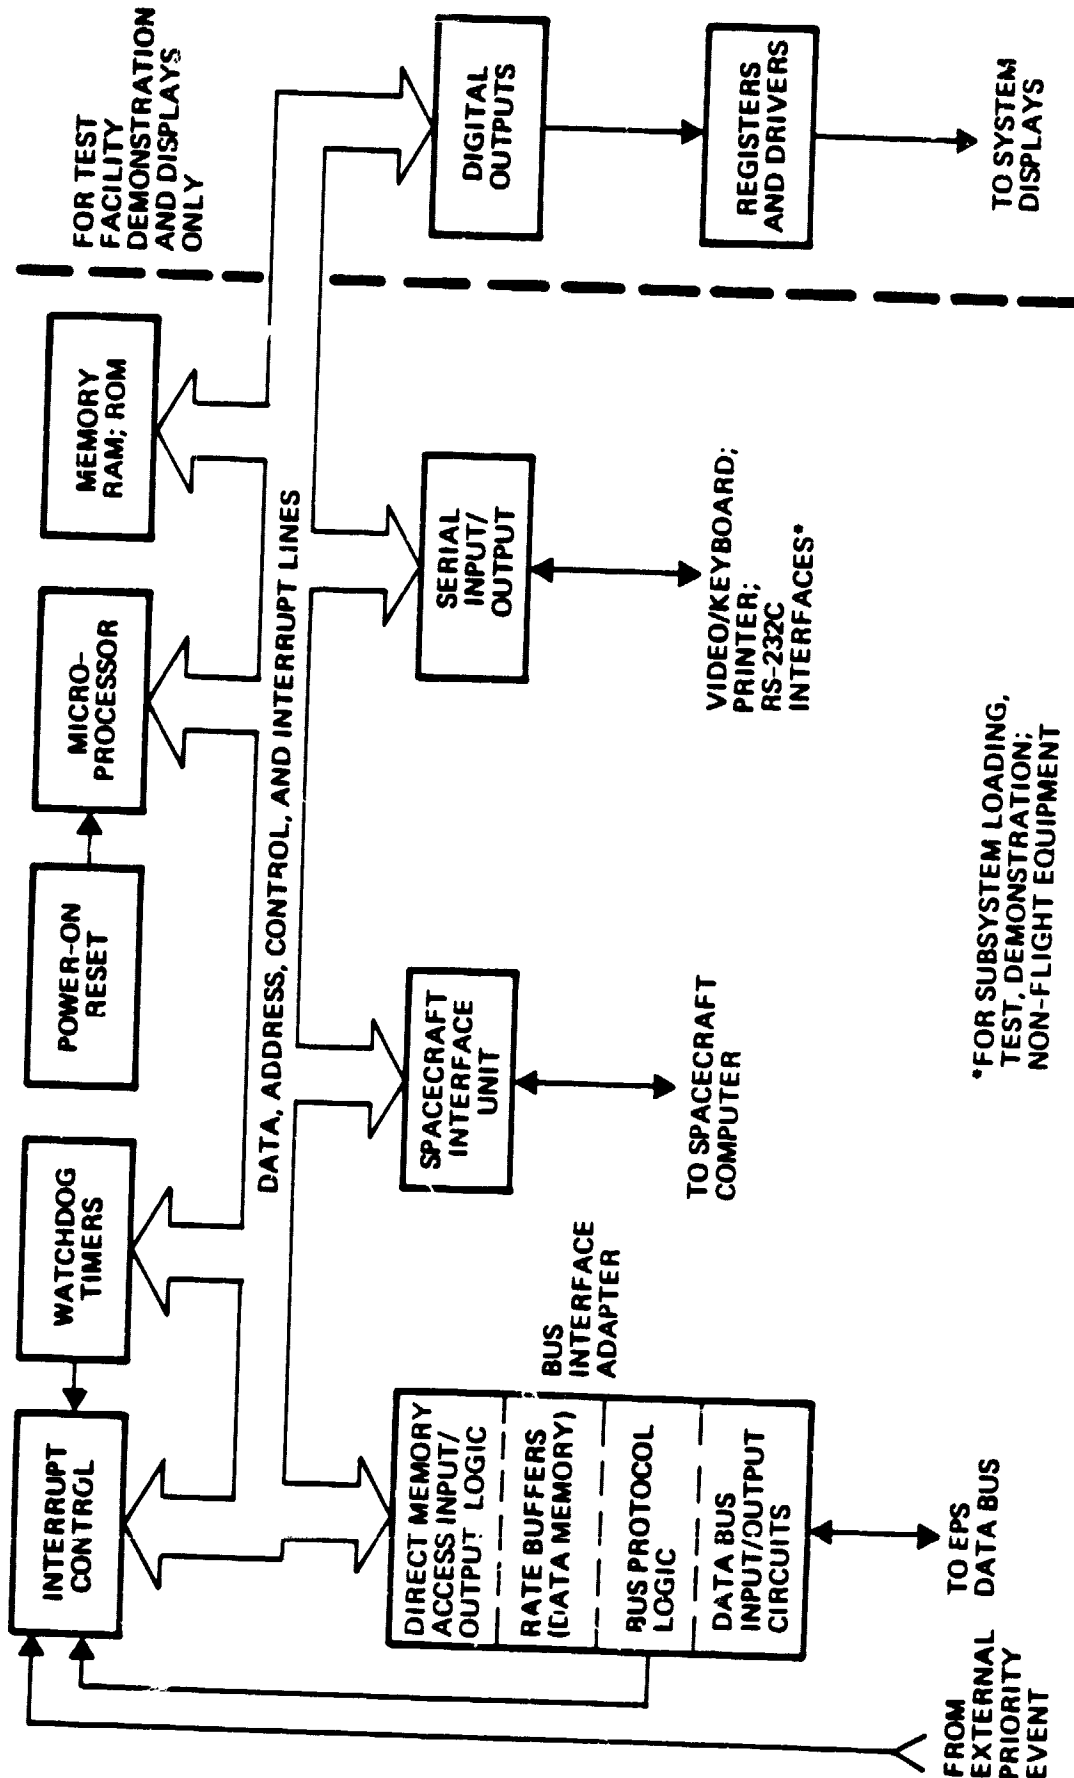 INTERRUPT
CONTROL
WATCHDOG
TIMERS
POWER-ON
RESET
MICRO-
PROCESSOR
MEMORY
RAM; ROM
FOR TEST
FACILITY
DEMONSTRATION
AND DISPLAYS
ONLY
DATA, ADDRESS, CONTROL, AND INTERRUPT LINES
DIRECT MEMORY
ACCESS INPUT/
OUTPUT LOGIC
RATE BUFFERS
(DATA MEMORY)
BUS PROTOCOL
LOGIC
DATA BUS
INPUT/OUTPUT
CIRCUITS
BUS
INTERFACE
ADAPTER
SPACECRAFT
INTERFACE
UNIT
SERIAL
INPUT/
OUTPUT
DIGITAL
OUTPUTS
REGISTERS
AND DRIVERS
FROM
EXTERNAL
PRIORITY
EVENT
TO EPS
DATA BUS
TO SPACECRAFT
COMPUTER
VIDEO/KEYBOARD;
PRINTER;
RS-232C
INTERFACES*
TO SYSTEM
DISPLAYS
*FOR SUBSYSTEM LOADING,
TEST, DEMONSTRATION;
NON-FLIGHT EQUIPMENT